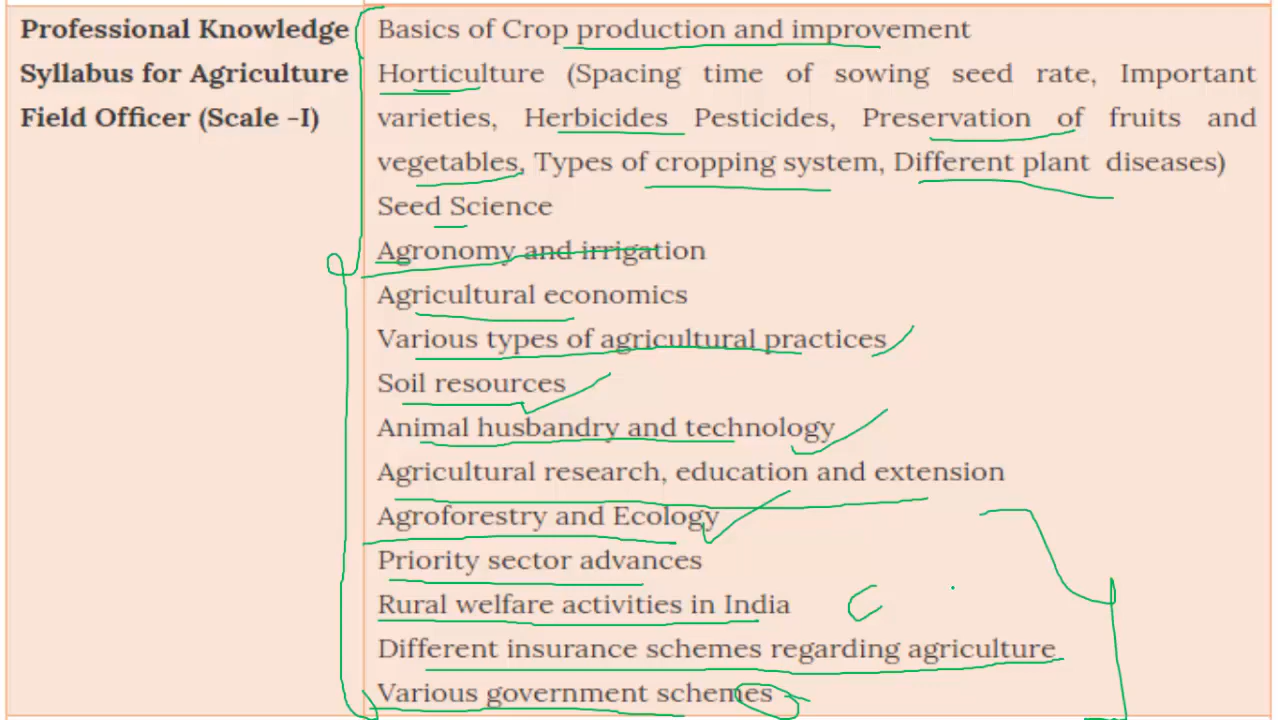 Professional Knowledge
Syllabus for Agriculture
Field Officer (Scale -I)
Basics of Crop production and improvement
Horticulture (Spacing time of sowing seed rate, Important
varieties, Herbicides Pesticides, Preservation of fruits and
vegetables, Types of cropping system, Different plant diseases)
Seed Science
Agronomy and irrigation
Agricultural economics
Various types of agricultural practices
Soil resources
Animal husbandry and technology
Agricultural research, education and extension
Agroforestry and Ecology
Priority sector advances
Rural welfare activities in India
Different insurance schemes regarding agriculture
Various government schemes